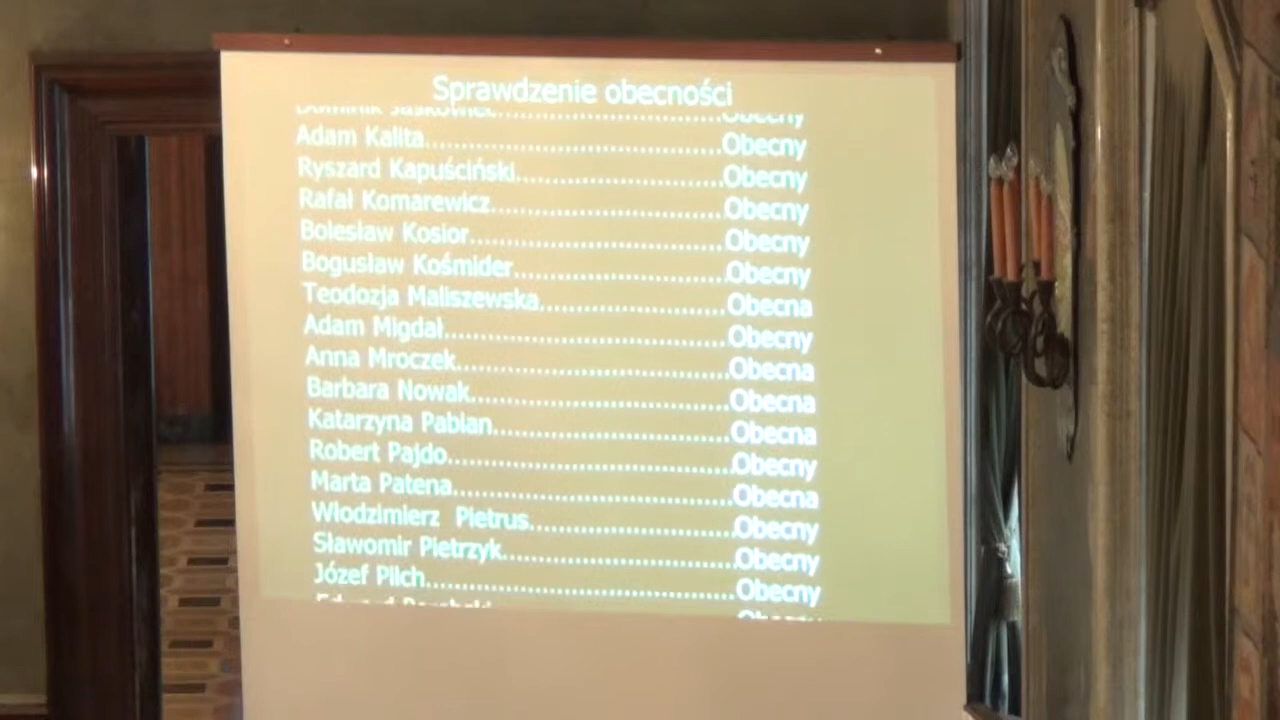 Sprawdzenie obecności
Obecny
Adam Kalita..........................................Obecny
Ryszard Kapuściński.............................Obecny
Rafał Komarewicz................................Obecny
Bolesław Kosior...................................Obecny
Bogusław Kośmider..............................Obecny
Teodozja Maliszewska..........................Obecna
Adam Migdał.......................................Obecny
Anna Mroczek......................................Obecna
Barbara Nowak....................................Obecna
Katarzyna Pabian.................................Obecna
Robert Pajdo.......................................Obecny
Marta Patena.......................................Obecna
Włodzimierz  Pietrus.............................Obecny
Sławomir Pietrzyk................................Obecny
Józef Pilch...........................................Obecny